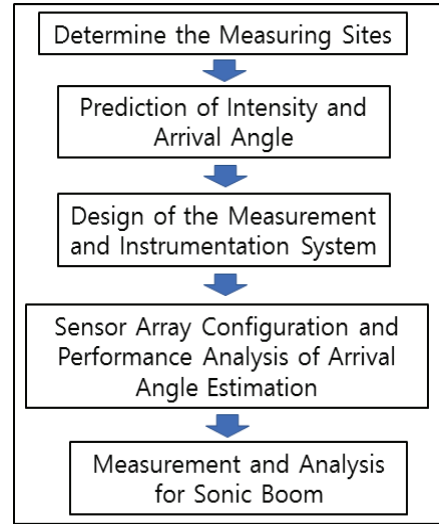 Determine the Measuring Sites
Prediction of Intensity and
Arrival Angle
Design of the Measurement
and Instrumentation System
Sensor Array Configuration and
Performance Analysis of Arrival
Angle Estimation
Measurement and Analysis
for Sonic Boom